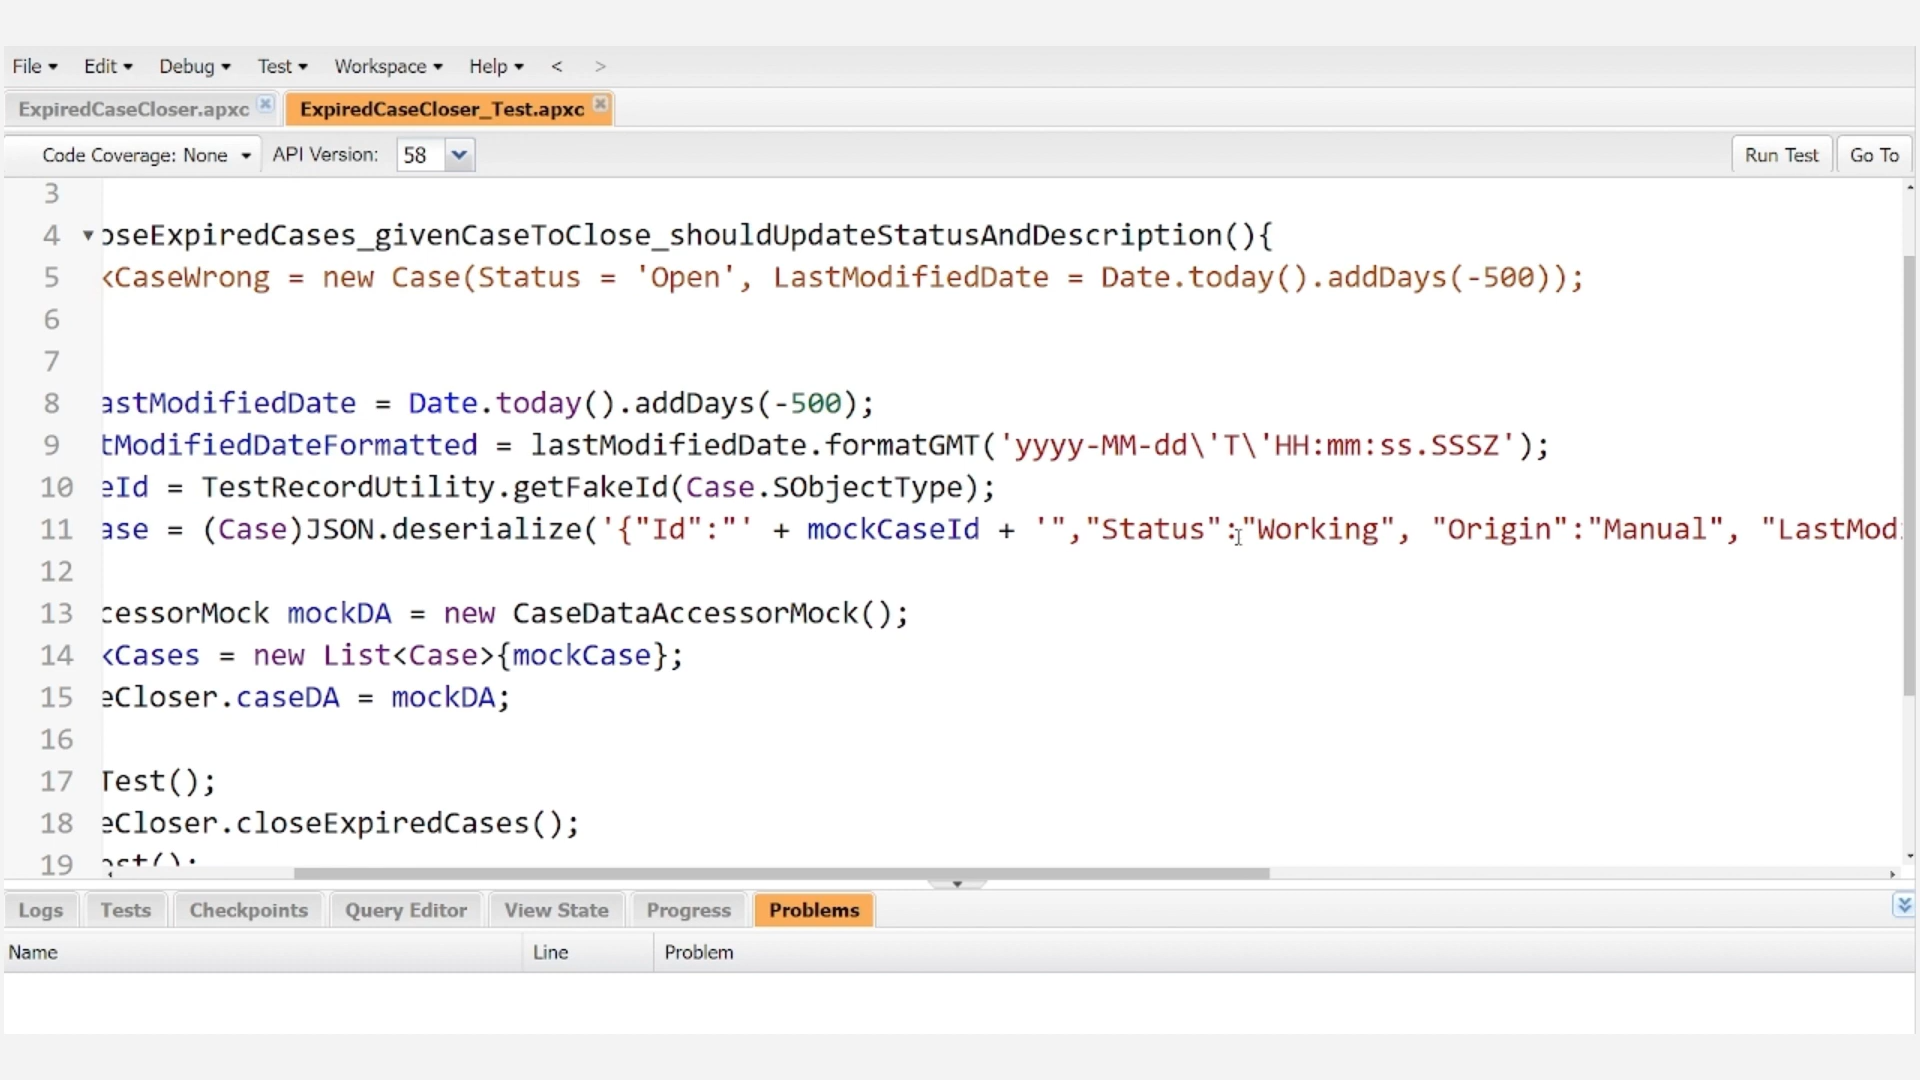 File Edit Debug Test Workspace Help < >
ExpiredCaseCloser.apxc ExpiredCaseCloser_Test.apxc
Code Coverage: None API Version: 58 Run Test Go To
3
4 oseExpiredCases_givenCaseToClose_shouldUpdateStatusAndDescription(){
5 kCaseWrong = new Case(Status = 'Open', LastModifiedDate = Date.today().addDays(-500));
6
7
8 astModifiedDate = Date.today().addDays(-500);
9 tModifiedDateFormatted = lastModifiedDate.formatGMT('yyyy-MM-dd\'T\'HH:mm:ss.SSSZ');
10 eId = TestRecordUtility.getFakeId(Case.SObjectType);
11 ase = (Case)JSON.deserialize('{"Id":"' + mockCaseId + '","Status":"Working", "Origin":"Manual", "LastModi
12
13 cessorMock mockDA = new CaseDataAccessorMock();
14 kCases = new List<Case>{mockCase};
15 eCloser.caseDA = mockDA;
16
17 Test();
18 eCloser.closeExpiredCases();
19 est();
Logs Tests Checkpoints Query Editor View State Progress Problems
Name Line Problem